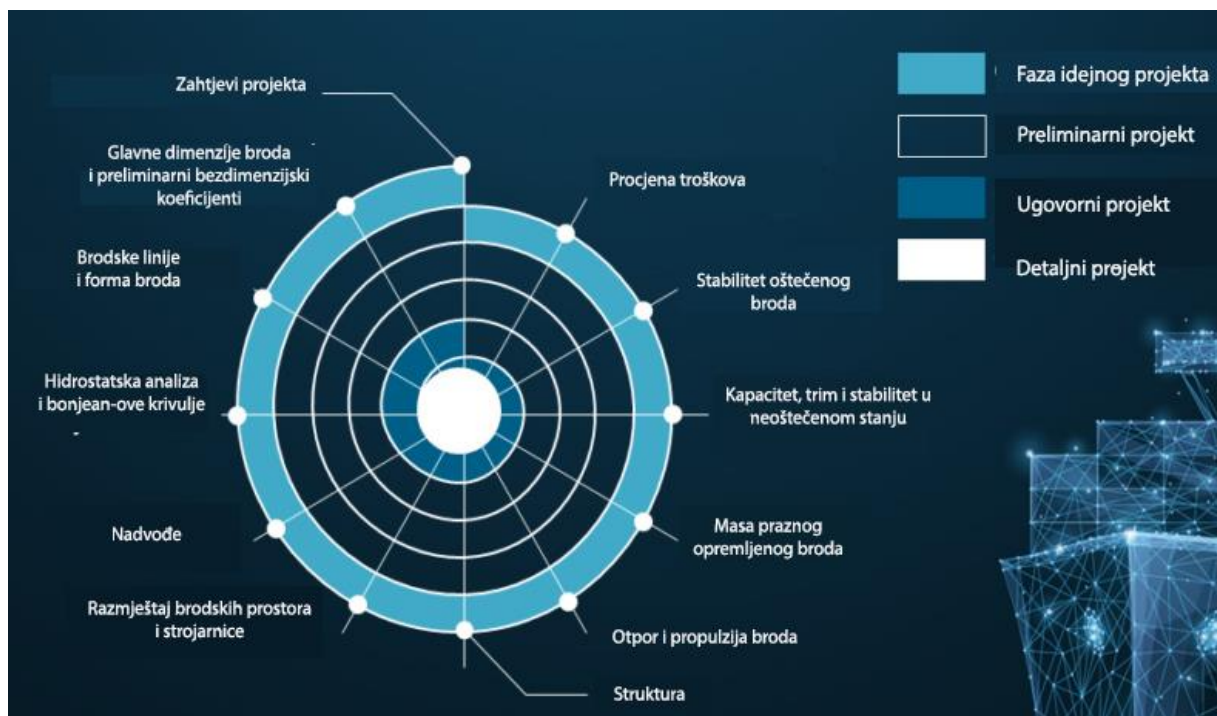 Zahtjevi projekta
Glavne dimenzije broda
i preliminarni bezdimenzijski
koeficijenti
Brodske linije
i forma broda
Hidrostatska analiza
i bonjean-ove krivulje
Nadvođe
Razmještaj brodskih prostora
i strojarnice
Struktura
Otpor i propulzija broda
Masa praznog
opremljenog broda
Kapacitet, trim i stabilitet u
neoštečenom stanju
Stabilitet oštečenog
broda
Procjena troškova
Faza idejnog projekta
Preliminarni projekt
Ugovorni projekt
Detaljni projekt